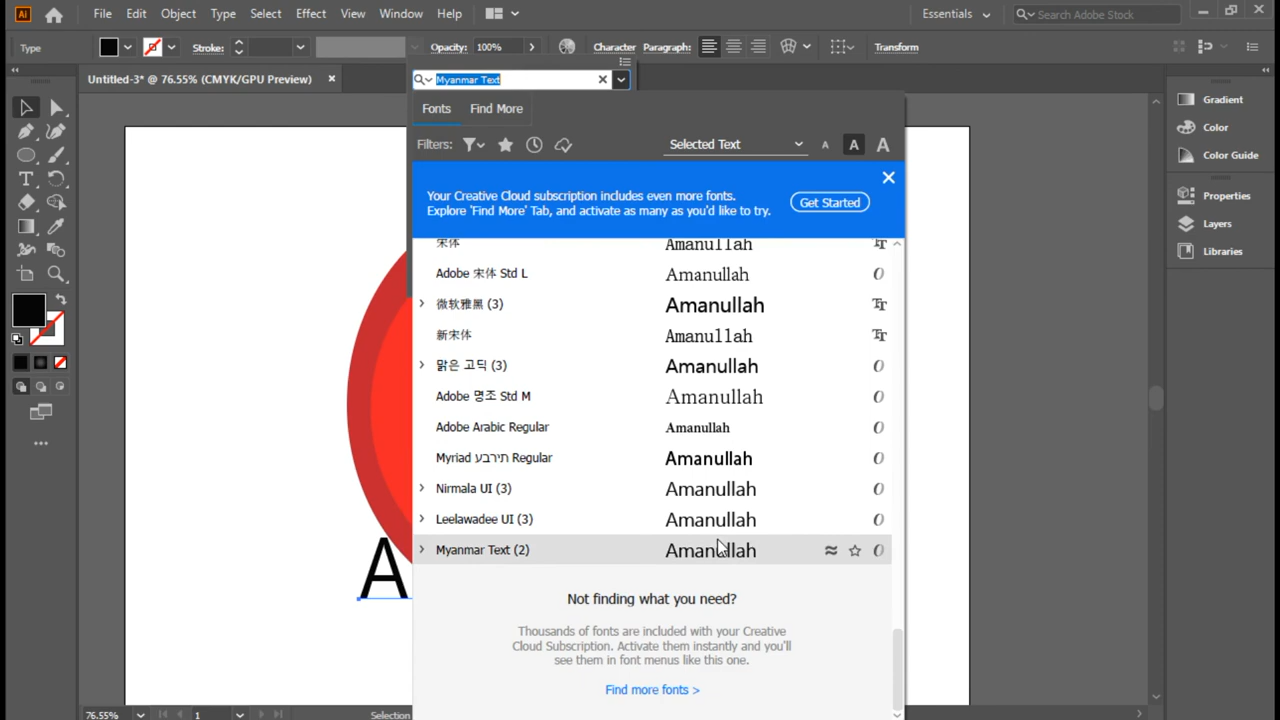 Ai File Edit Object Type Select Effect View Window Help Essentials Search Adobe Stock
Type Stroke: Opacity: 100% Character Paragraph: Transform
Untitled-3* @ 76.55% (CMYK/GPU Preview)
Myanmar Text
Fonts Find More
Filters: Selected Text A A A
Your Creative Cloud subscription includes even more fonts.
Explore 'Find More' Tab, and activate as many as you'd like to try.
Get Started
宋体 Amanullah
Adobe 宋体 Std L Amanullah
微软雅黑 (3) Amanullah
新宋体 Amanullah
맑은 고딕 (3) Amanullah
Adobe 명조 Std M Amanullah
Adobe Arabic Regular Amanullah
Myriad תירבע Regular Amanullah
Nirmala UI (3) Amanullah
Leelawadee UI (3) Amanullah
Myanmar Text (2) Amanullah
Not finding what you need?
Thousands of fonts are included with your Creative
Cloud Subscription. Activate them instantly and you'll
see them in font menus like this one.
Find more fonts >
A
Gradient
Color
Color Guide
Properties
Layers
Libraries
76.55% 1 Selection